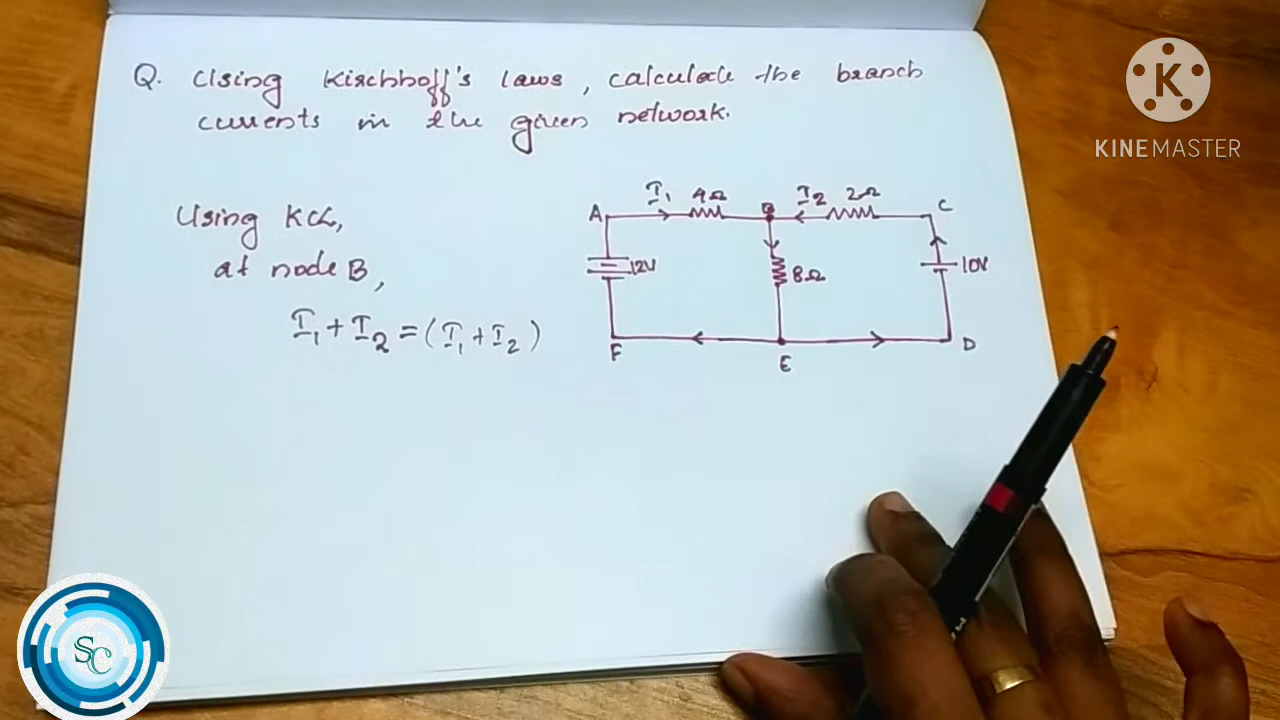 Q. Using Kirchhoff's laws, calculate the branch
currents in the given network.
Using KCL,
at node B,
I₁ + I₂ = (I₁ + I₂)
A I₁ 4Ω B I₂ 2Ω C
12V 8Ω 10V
F E D
K
KINEMASTER
SC